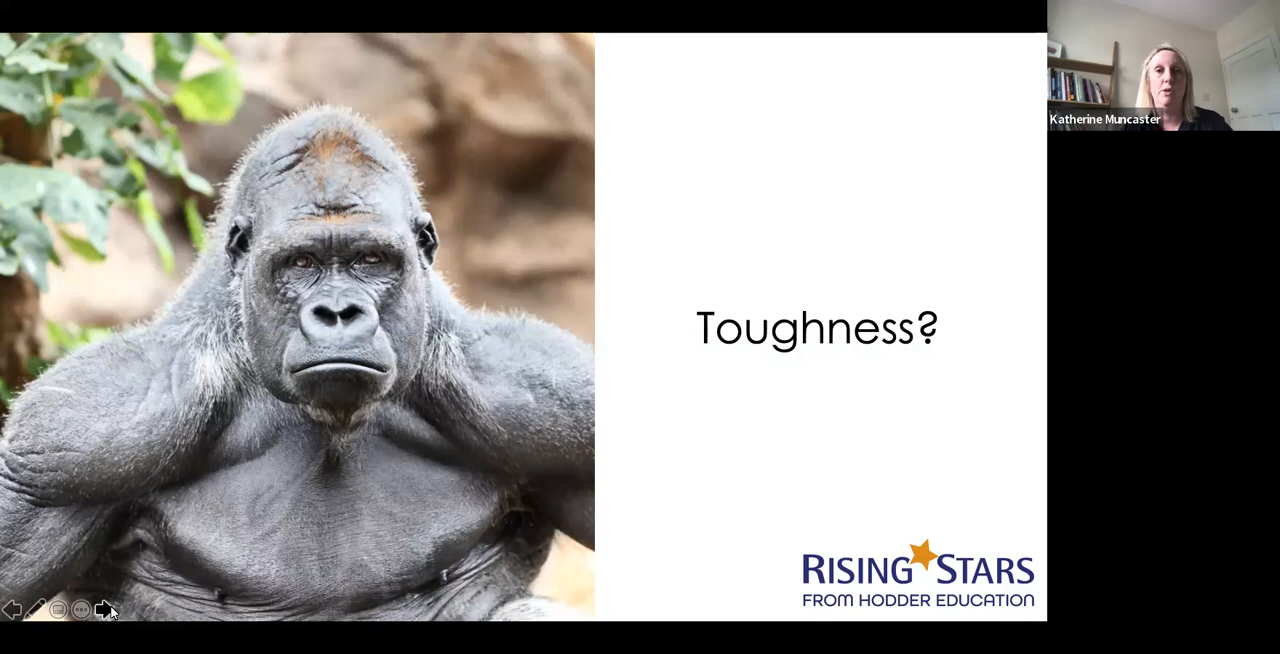 Katherine Muncaster
Toughness?
RISING STARS
FROM HODDER EDUCATION